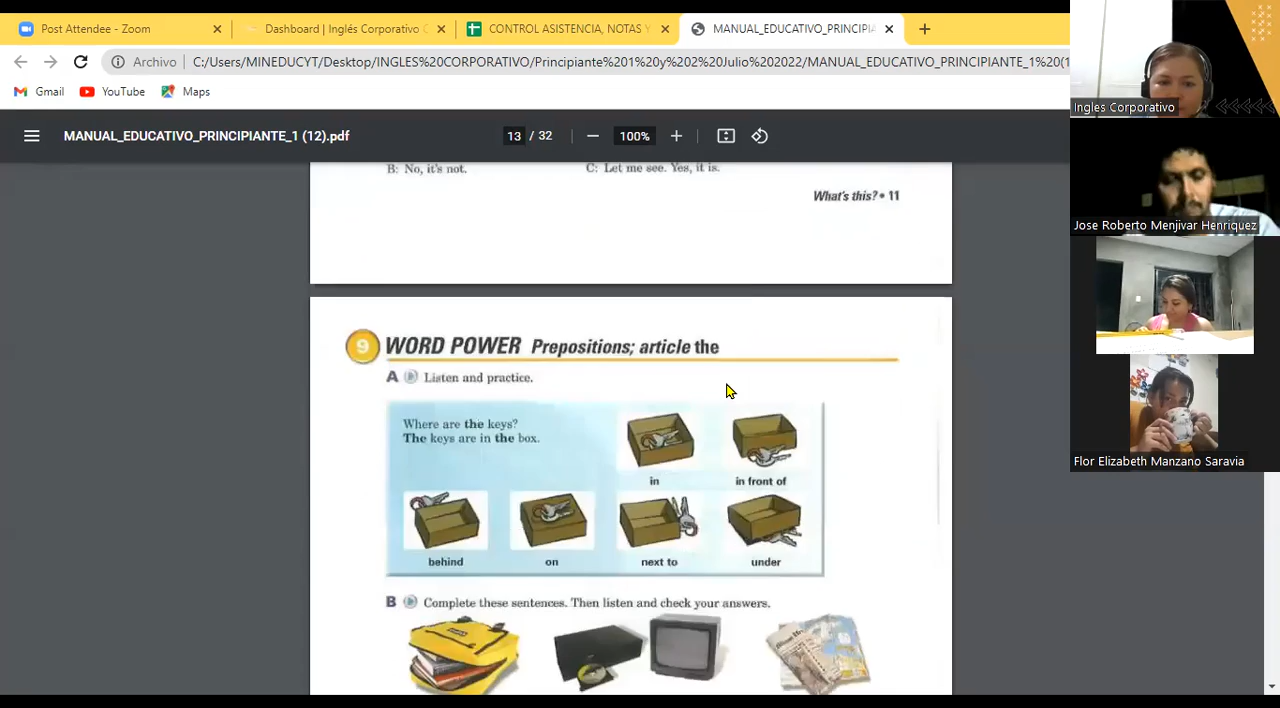 Post Attendee - Zoom
Dashboard | Inglés Corporativo
CONTROL ASISTENCIA, NOTAS Y
MANUAL_EDUCATIVO_PRINCIPIA
Archivo
C:/Users/MINEDUCYT/Desktop/INGLES%20CORPORATIVO/Principiante%201%20y%202%20Julio%202022/MANUAL_EDUCATIVO_PRINCIPIANTE_1%20(1
Gmail
YouTube
Maps
MANUAL_EDUCATIVO_PRINCIPIANTE_1 (12).pdf
13 / 32
100%
B: No, it's not.
C: Let me see. Yes, it is.
What's this? • 11
9 WORD POWER Prepositions; article the
A Listen and practice.
Where are the keys?
The keys are in the box.
in
in front of
behind
on
next to
under
B Complete these sentences. Then listen and check your answers.
Ingles Corporativo
Jose Roberto Menjivar Henriquez
Flor Elizabeth Manzano Saravia